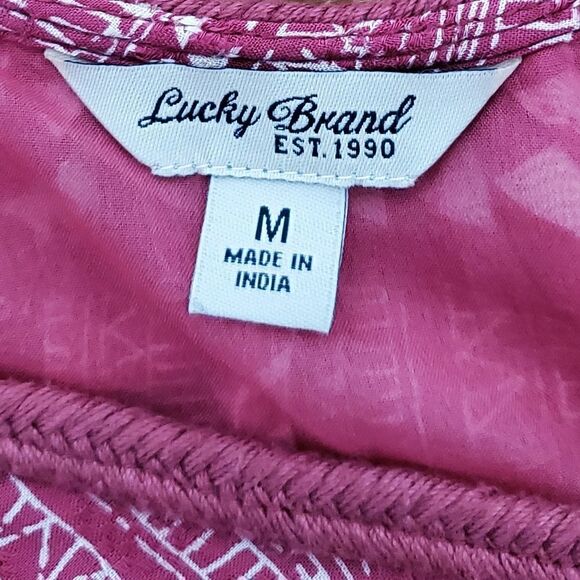 Lucky Brand
EST. 1990
M
MADE IN
INDIA